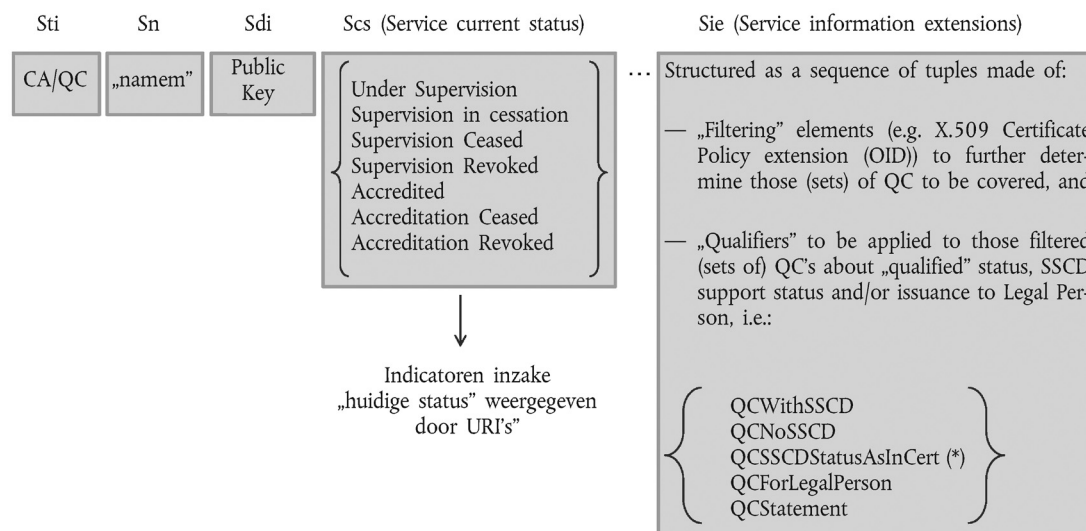 Sti Sn Sdi Scs (Service current status) Sie (Service information extensions)
CA/QC
„namem”
Public
Key
Under Supervision
Supervision in cessation
Supervision Ceased
Supervision Revoked
Accredited
Accreditation Ceased
Accreditation Revoked
Indicatoren inzake
„huidige status” weergegeven
door URI's”
...
Structured as a sequence of tuples made of:
— „Filtering” elements (e.g. X.509 Certificate
Policy extension (OID)) to further deter-
mine those (sets) of QC to be covered, and
— „Qualifiers” to be applied to those filtered
(sets of) QC's about „qualified” status, SSCD
support status and/or issuance to Legal Per-
son, i.e.:
QCWithSSCD
QCNoSSCD
QCSSCDStatusAsInCert (*)
QCForLegalPerson
QCStatement